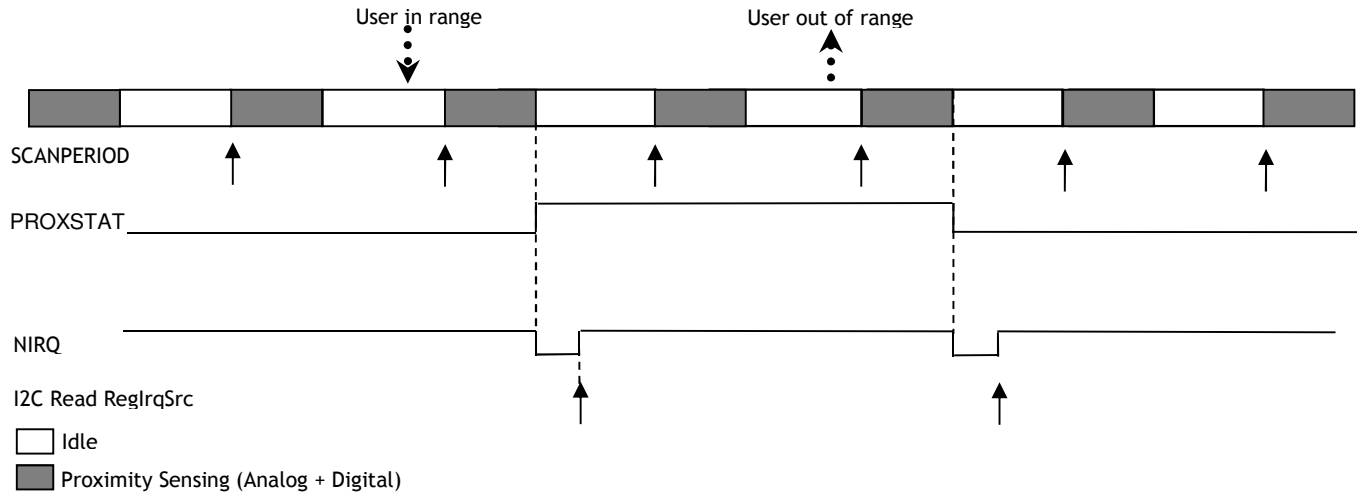 User in range
User out of range
SCANPERIOD
PROXSTAT
NIRQ
I2C Read RegIrqSrc
Idle
Proximity Sensing (Analog + Digital)